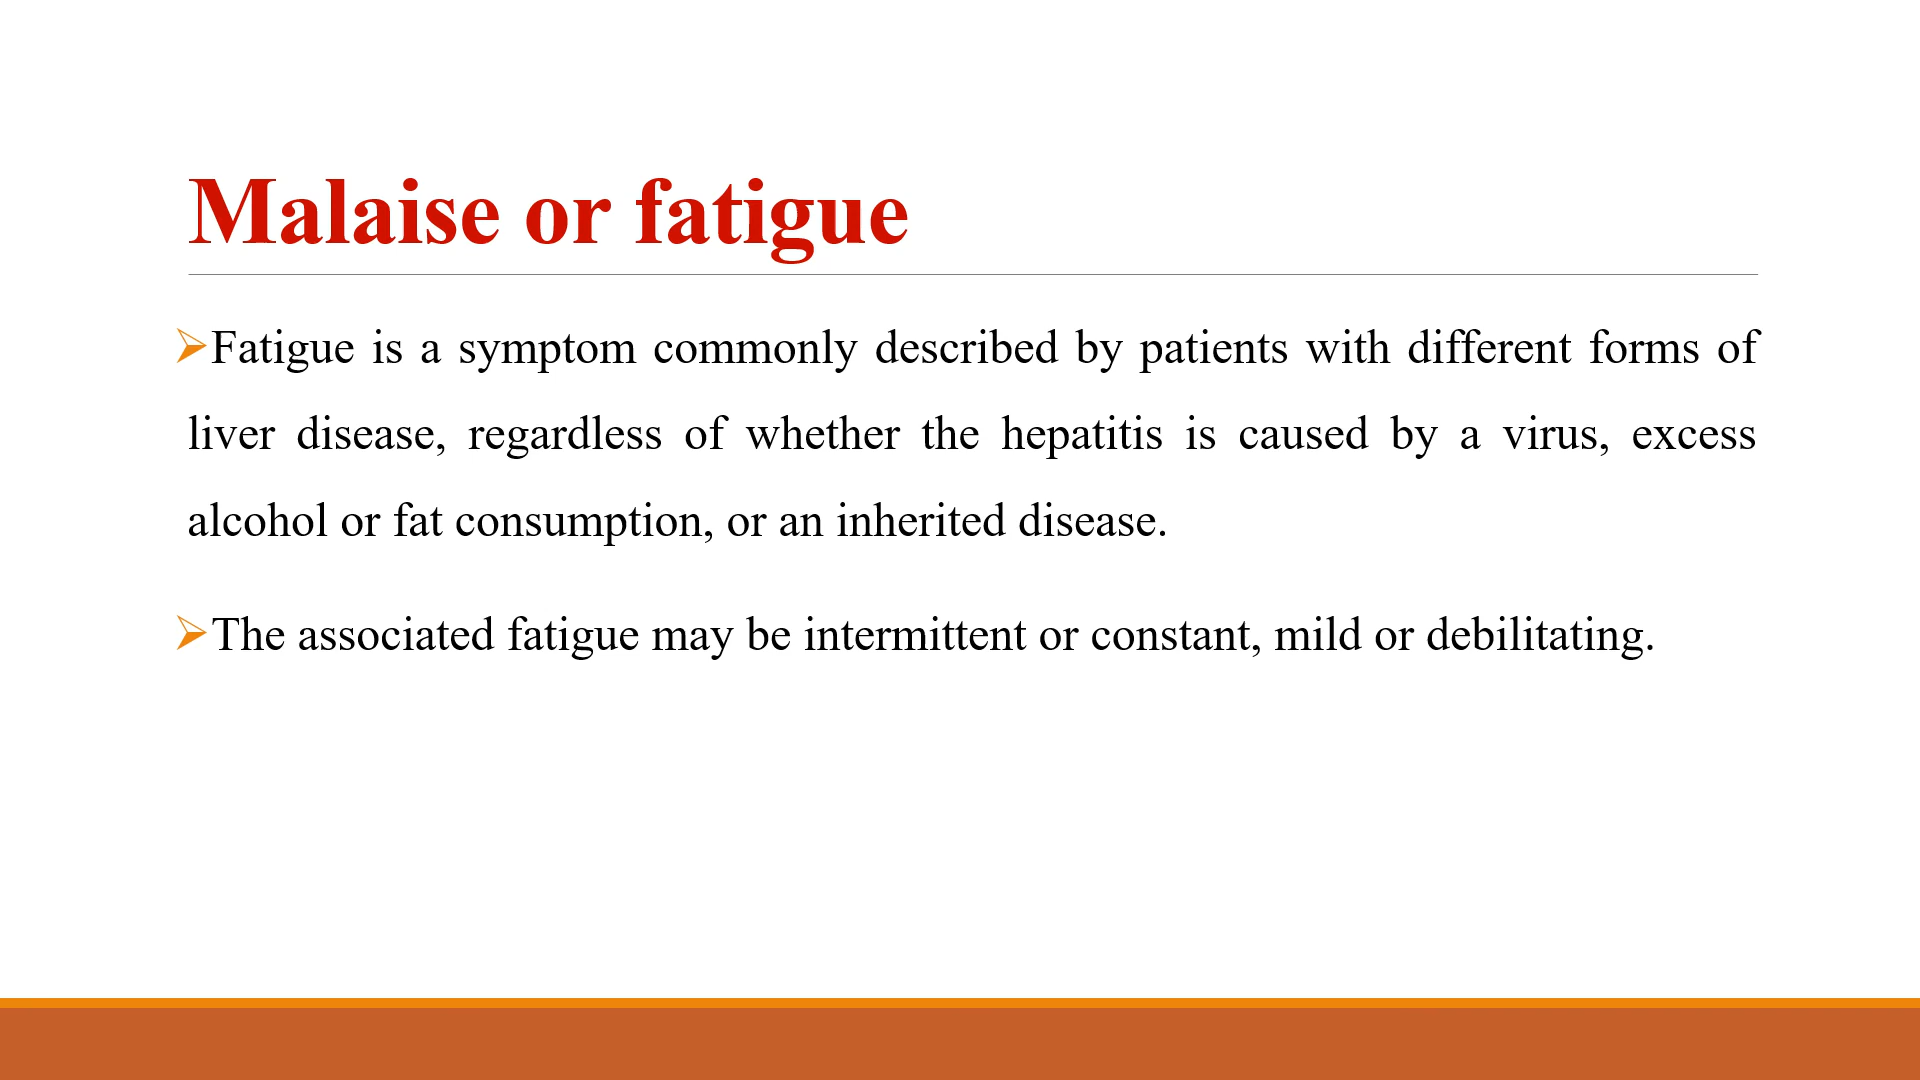 Malaise or fatigue
➢Fatigue is a symptom commonly described by patients with different forms of
liver disease, regardless of whether the hepatitis is caused by a virus, excess
alcohol or fat consumption, or an inherited disease.
➢The associated fatigue may be intermittent or constant, mild or debilitating.